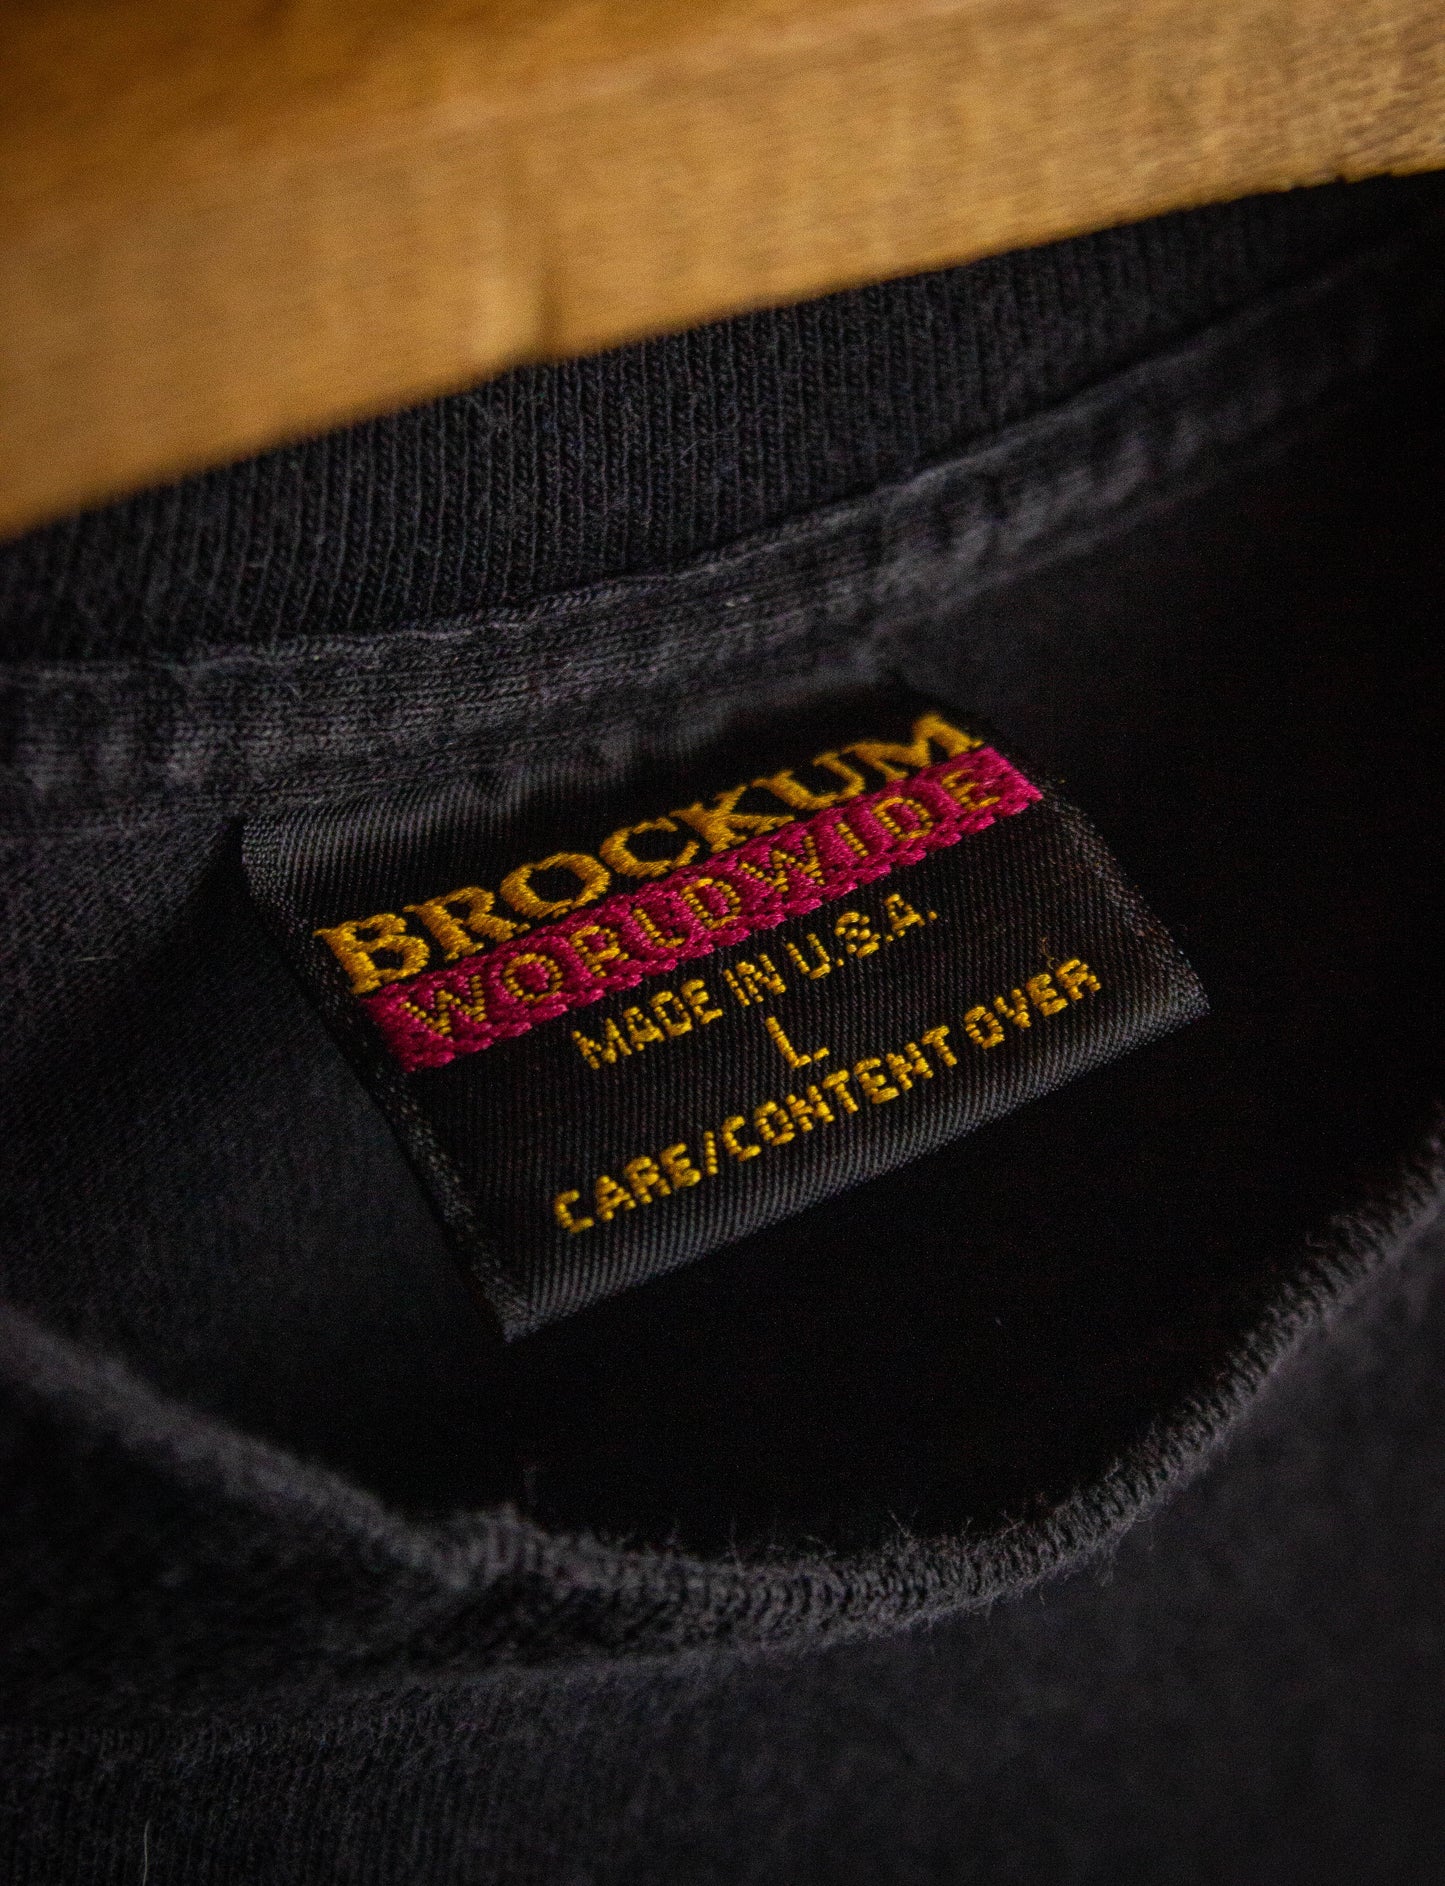 BROCKUM
WORLDWIDE
MADE IN U.S.A.
L
CARE/CONTENT OVER